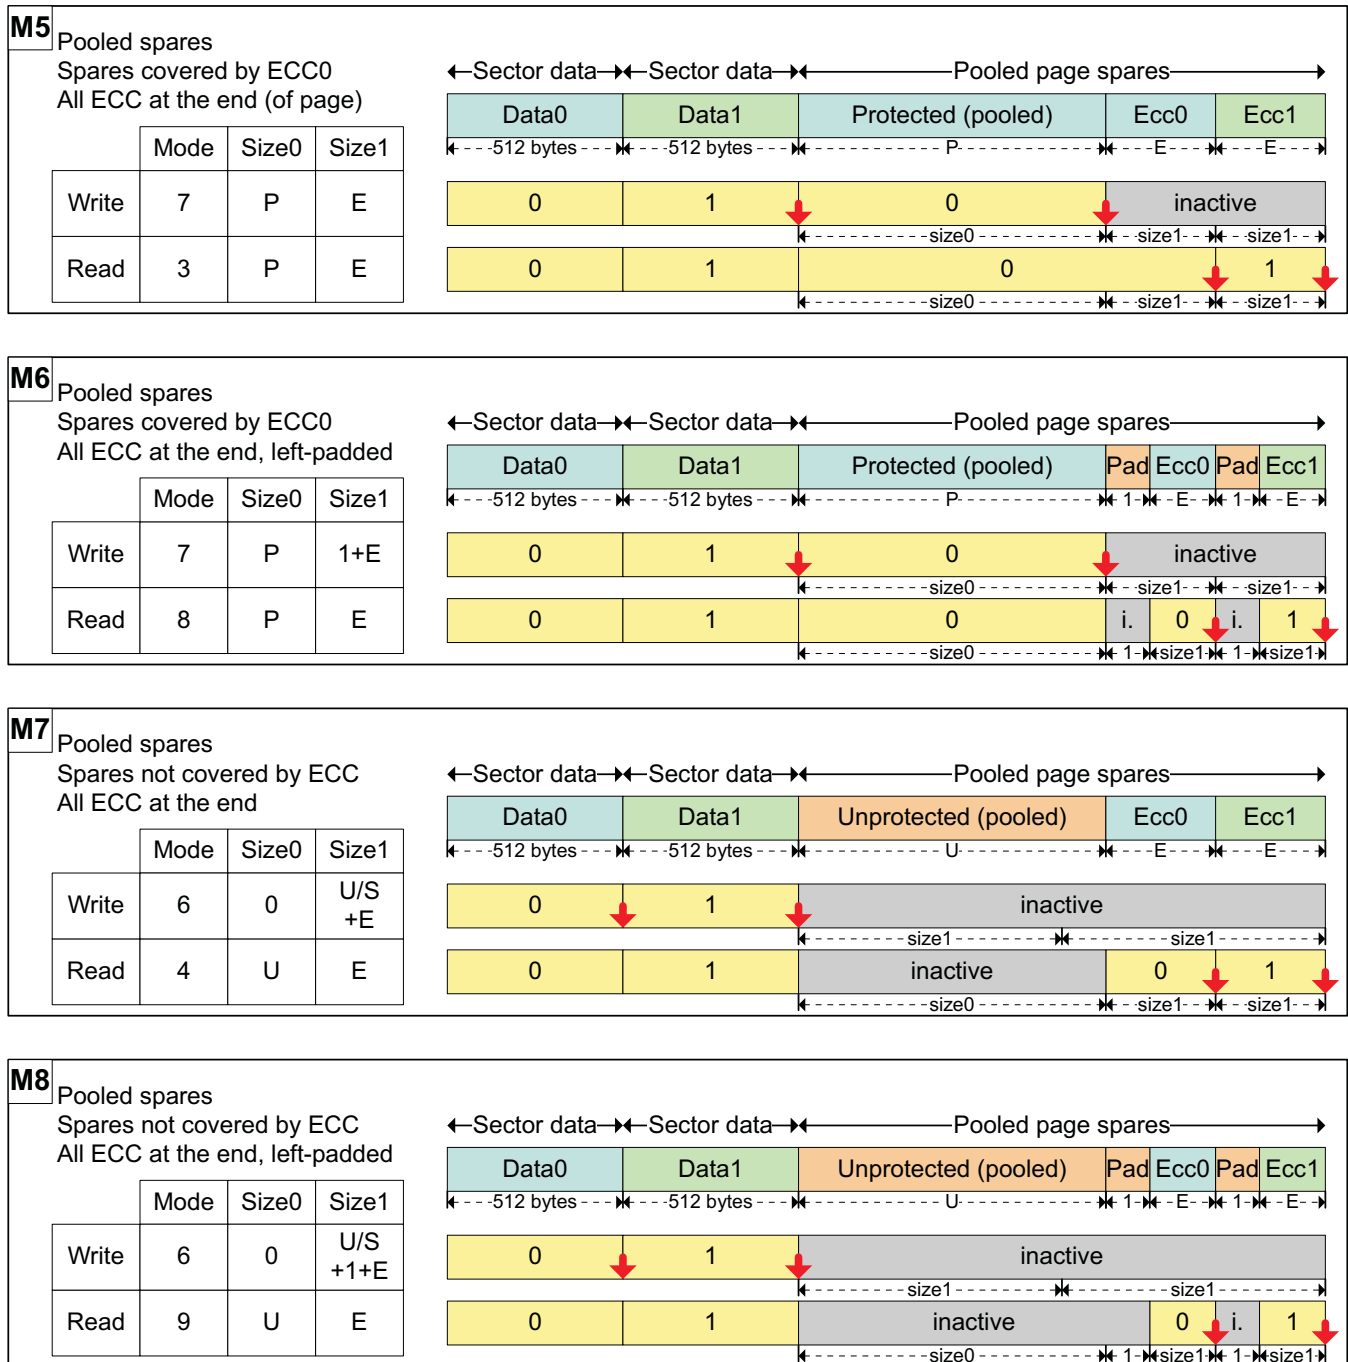 M5
Pooled spares
Spares covered by ECC0
All ECC at the end (of page)
Mode Size0 Size1
Write 7 P E
Read 3 P E
Sector data Sector data Pooled page spares
Data0 Data1 Protected (pooled) Ecc0 Ecc1
512 bytes 512 bytes P E E
0 1 0 inactive
size0 size1 size1
0 1 0 1
size0 size1 size1
M6
Pooled spares
Spares covered by ECC0
All ECC at the end, left-padded
Mode Size0 Size1
Write 7 P 1+E
Read 8 P E
Sector data Sector data Pooled page spares
Data0 Data1 Protected (pooled) Pad Ecc0 Pad Ecc1
512 bytes 512 bytes P 1 E 1 E
0 1 0 inactive
size0 size1 size1
0 1 0 i. 0 i. 1
size0 1 size1 1 size1
M7
Pooled spares
Spares not covered by ECC
All ECC at the end
Mode Size0 Size1
Write 6 0 U/S
+E
Read 4 U E
Sector data Sector data Pooled page spares
Data0 Data1 Unprotected (pooled) Ecc0 Ecc1
512 bytes 512 bytes U E E
0 1 inactive
size1 size1
0 1 inactive 0 1
size0 size1 size1
M8
Pooled spares
Spares not covered by ECC
All ECC at the end, left-padded
Mode Size0 Size1
Write 6 0 U/S
+1+E
Read 9 U E
Sector data Sector data Pooled page spares
Data0 Data1 Unprotected (pooled) Pad Ecc0 Pad Ecc1
512 bytes 512 bytes U 1 E 1 E
0 1 inactive
size1 size1
0 1 inactive 0 i. 1
size0 1 size1 1 size1